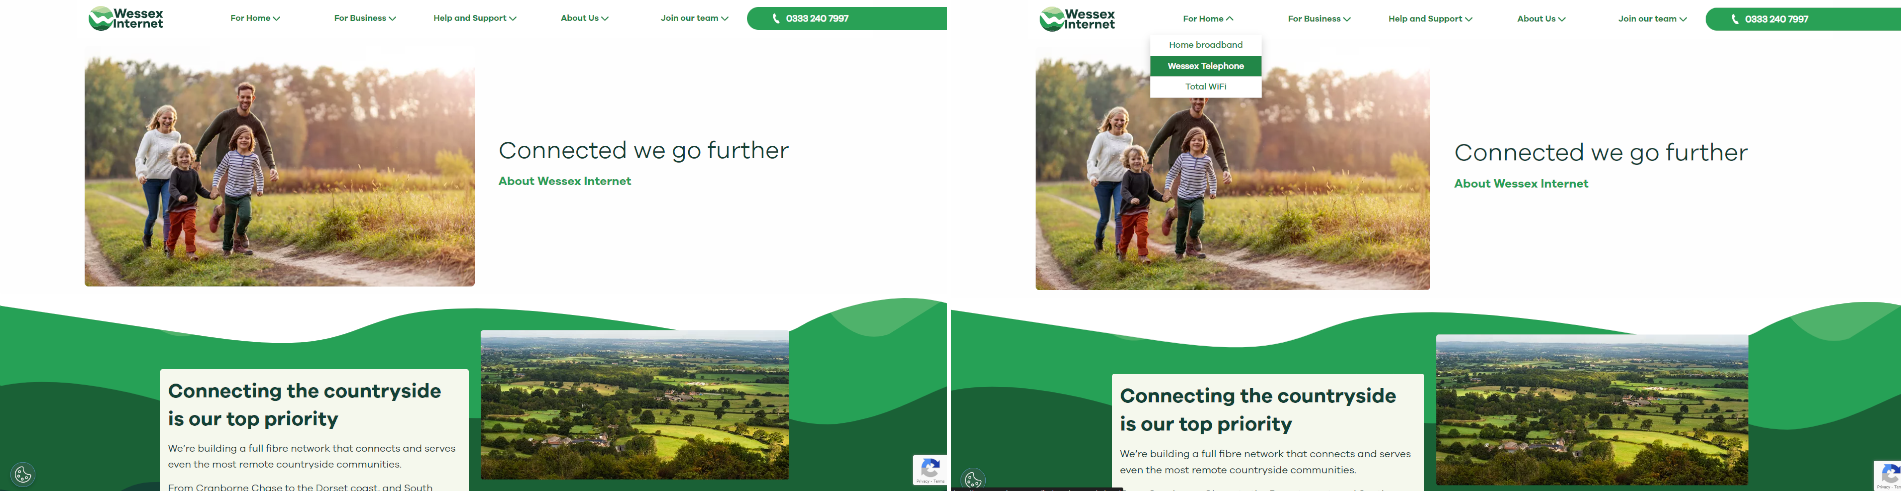 Wessex
Internet
For Home
For Business
Help and Support
About Us
Join our team
0333 240 7997
Connected we go further
About Wessex Internet
Connecting the countryside
is our top priority
We're building a full fibre network that connects and serves
even the most remote countryside communities.
From Cranborne Chase to the Dorset coast, and South
Privacy - Terms
Wessex
Internet
For Home
For Business
Help and Support
About Us
Join our team
0333 240 7997
Home broadband
Wessex Telephone
Total WiFi
Connected we go further
About Wessex Internet
Connecting the countryside
is our top priority
We're building a full fibre network that connects and serves
even the most remote countryside communities.